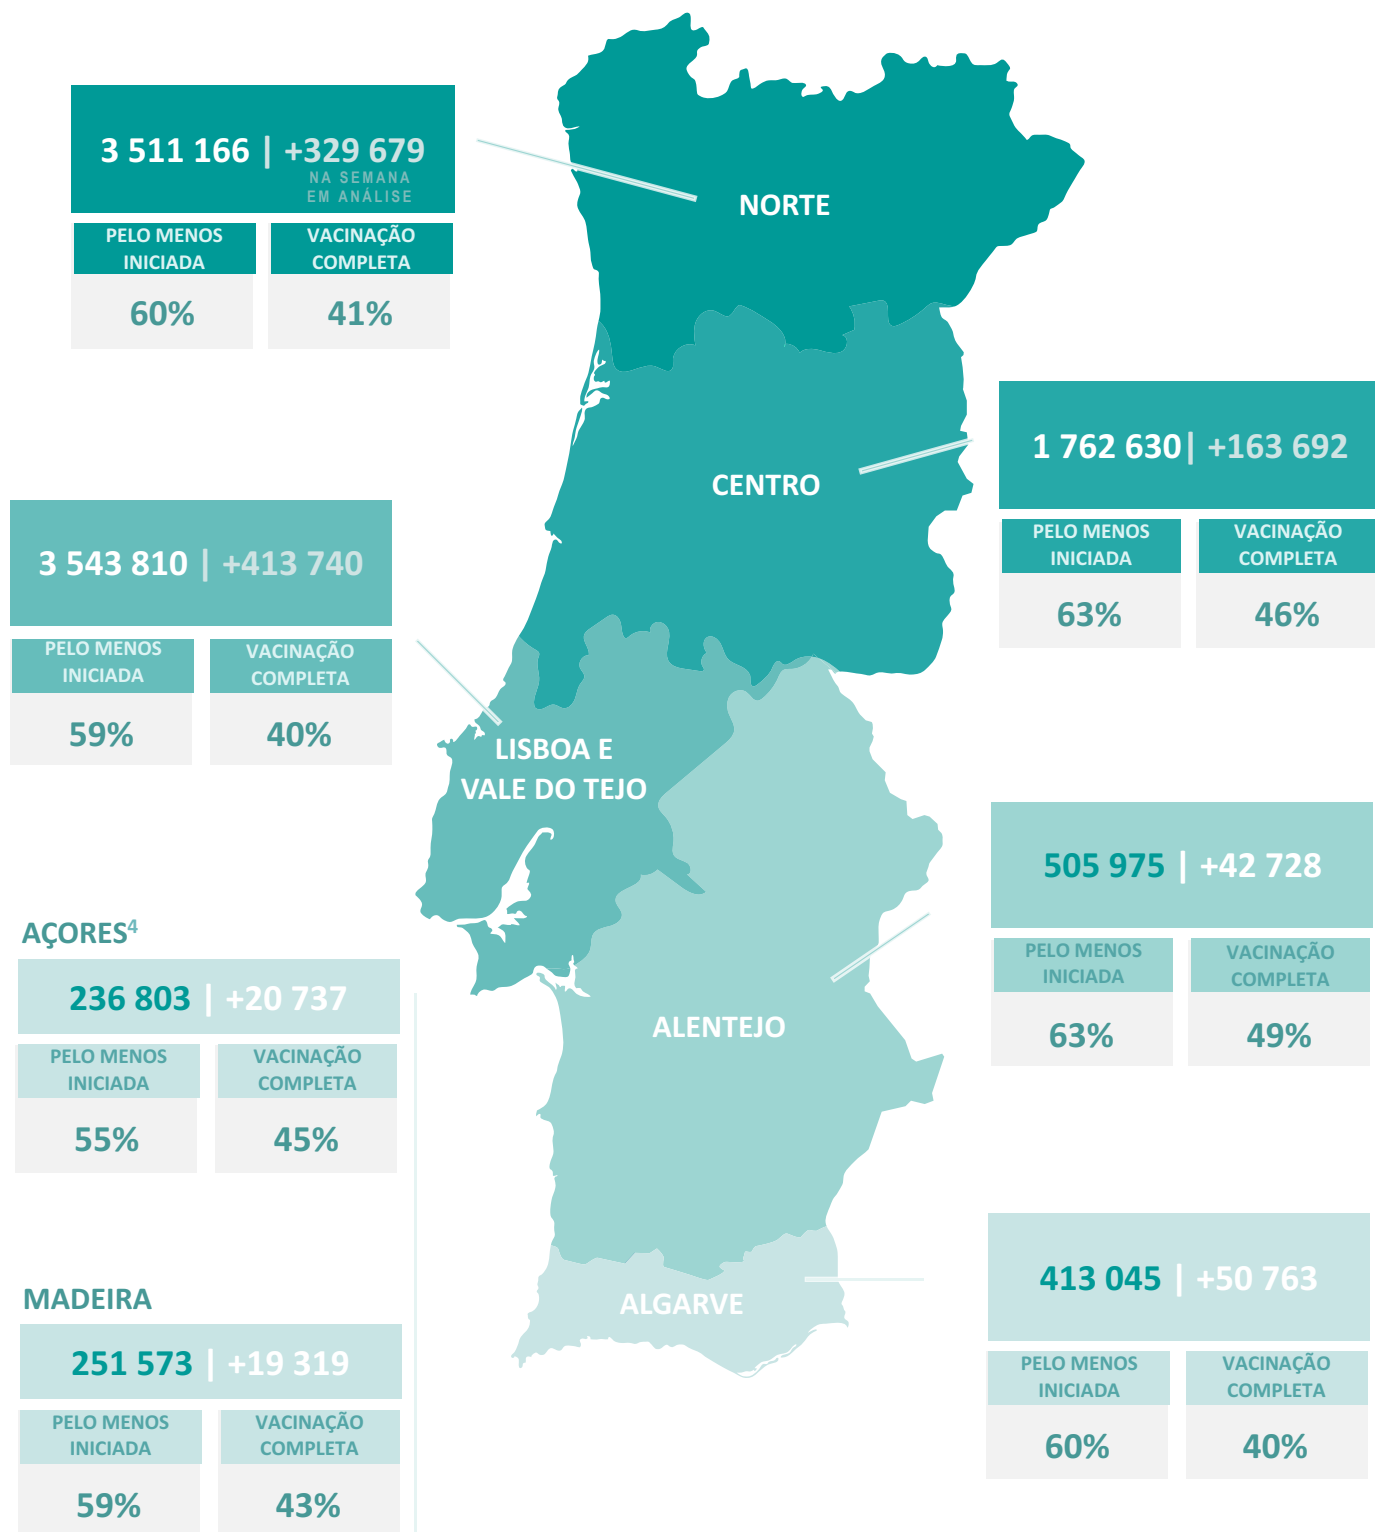 3 511 166 | +329 679
NA SEMANA
EM ANÁLISE
PELO MENOS
INICIADA
VACINAÇÃO
COMPLETA
60%
41%
NORTE
1 762 630| +163 692
PELO MENOS
INICIADA
VACINAÇÃO
COMPLETA
63%
46%
CENTRO
3 543 810 | +413 740
PELO MENOS
INICIADA
VACINAÇÃO
COMPLETA
59%
40%
LISBOA E
VALE DO TEJO
505 975 | +42 728
PELO MENOS
INICIADA
VACINAÇÃO
COMPLETA
63%
49%
ALENTEJO
AÇORES⁴
236 803 | +20 737
PELO MENOS
INICIADA
VACINAÇÃO
COMPLETA
55%
45%
413 045 | +50 763
PELO MENOS
INICIADA
VACINAÇÃO
COMPLETA
60%
40%
ALGARVE
MADEIRA
251 573 | +19 319
PELO MENOS
INICIADA
VACINAÇÃO
COMPLETA
59%
43%